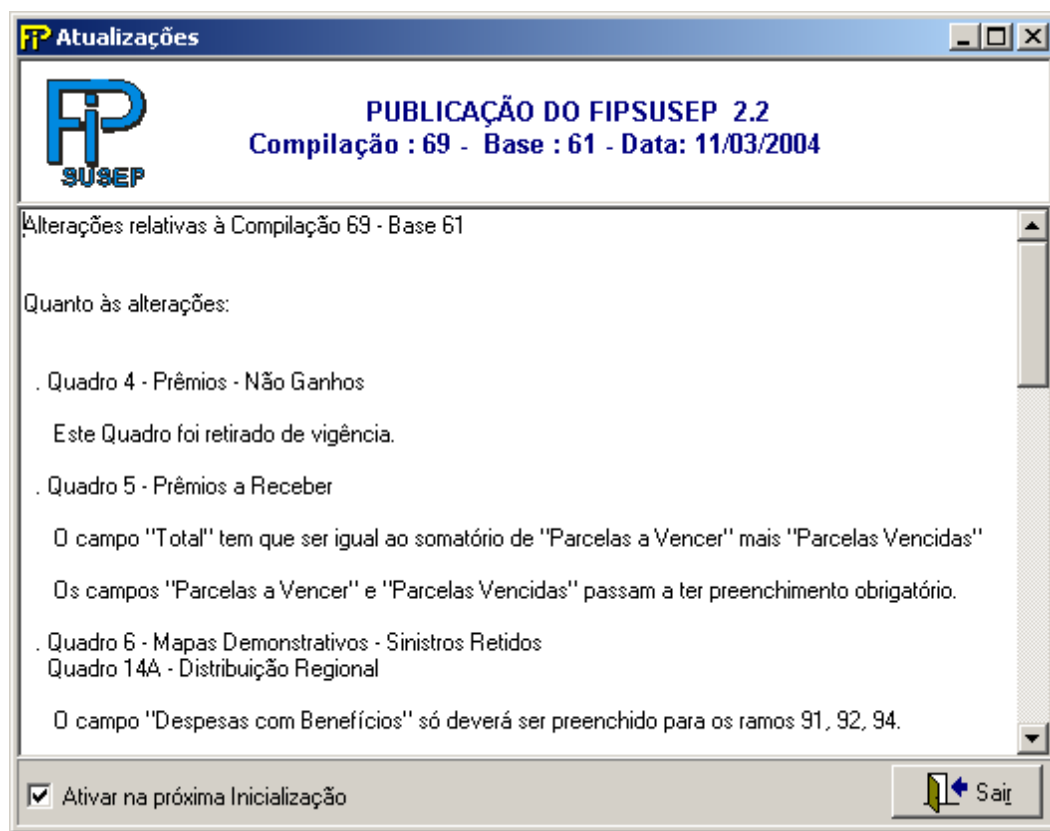 FiP Atualizações
FiP
SUSEP
PUBLICAÇÃO DO FIPSUSEP 2.2
Compilação : 69 - Base : 61 - Data: 11/03/2004
Alterações relativas à Compilação 69 - Base 61
Quanto às alterações:
. Quadro 4 - Prêmios - Não Ganhos
Este Quadro foi retirado de vigência.
. Quadro 5 - Prêmios a Receber
O campo "Total" tem que ser igual ao somatório de "Parcelas a Vencer" mais "Parcelas Vencidas"
Os campos "Parcelas a Vencer" e "Parcelas Vencidas" passam a ter preenchimento obrigatório.
. Quadro 6 - Mapas Demonstrativos - Sinistros Retidos
Quadro 14A - Distribuição Regional
O campo "Despesas com Benefícios" só deverá ser preenchido para os ramos 91, 92, 94.
Ativar na próxima Inicialização
Sair